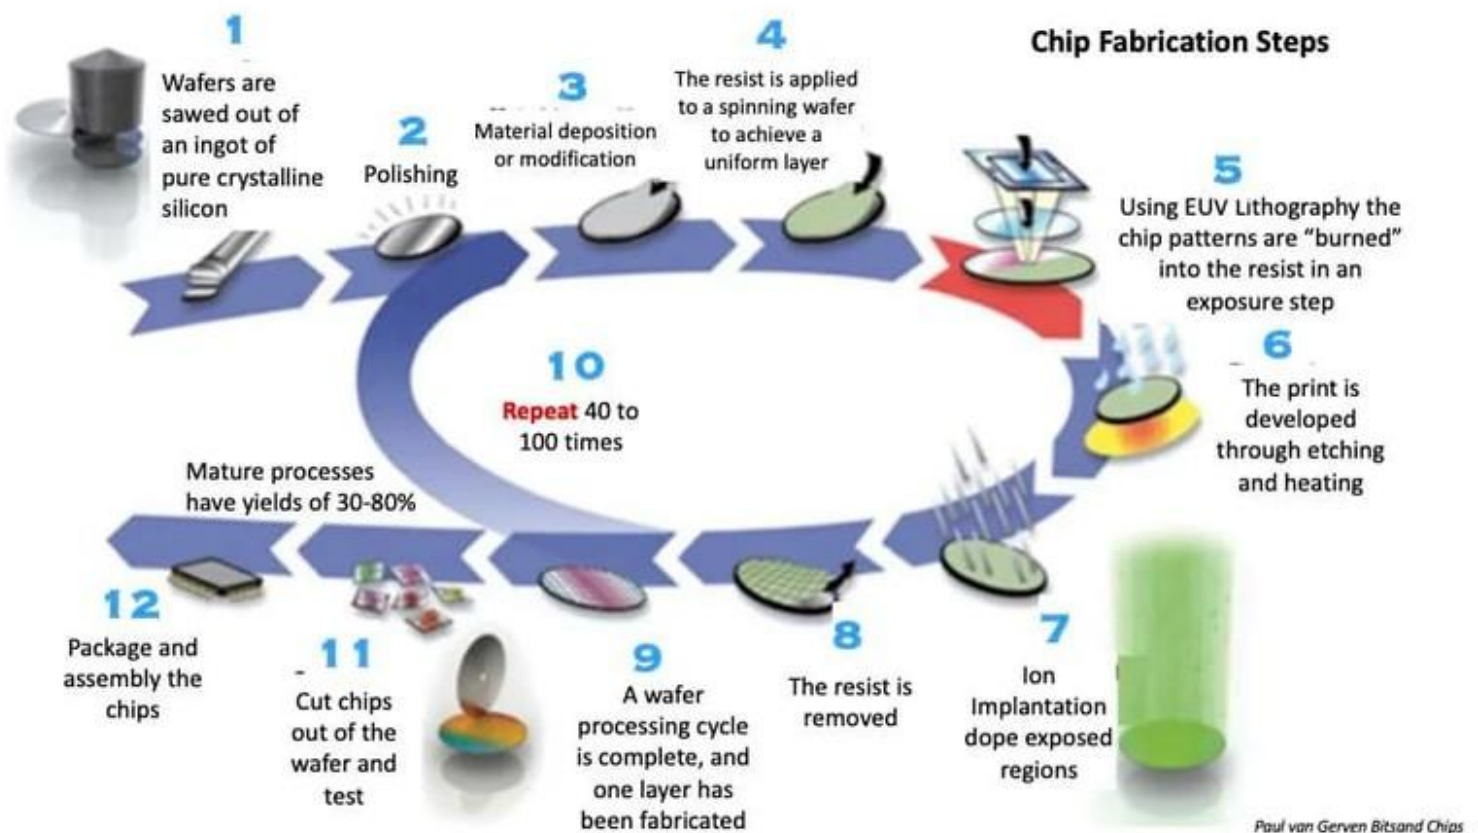 Chip Fabrication Steps
1
Wafers are
sawed out of
an ingot of
pure crystalline
silicon
2
Polishing
3
Material deposition
or modification
4
The resist is applied
to a spinning wafer
to achieve a
uniform layer
5
Using EUV Lithography the
chip patterns are “burned”
into the resist in an
exposure step
6
The print is
developed
through etching
and heating
7
Ion
Implantation
dope exposed
regions
8
The resist is
removed
9
A wafer
processing cycle
is complete, and
one layer has
been fabricated
10
Repeat 40 to
100 times
11
Cut chips
out of the
wafer and
test
Mature processes
have yields of 30-80%
12
Package and
assembly the
chips
Paul van Gerven Bitsand Chips